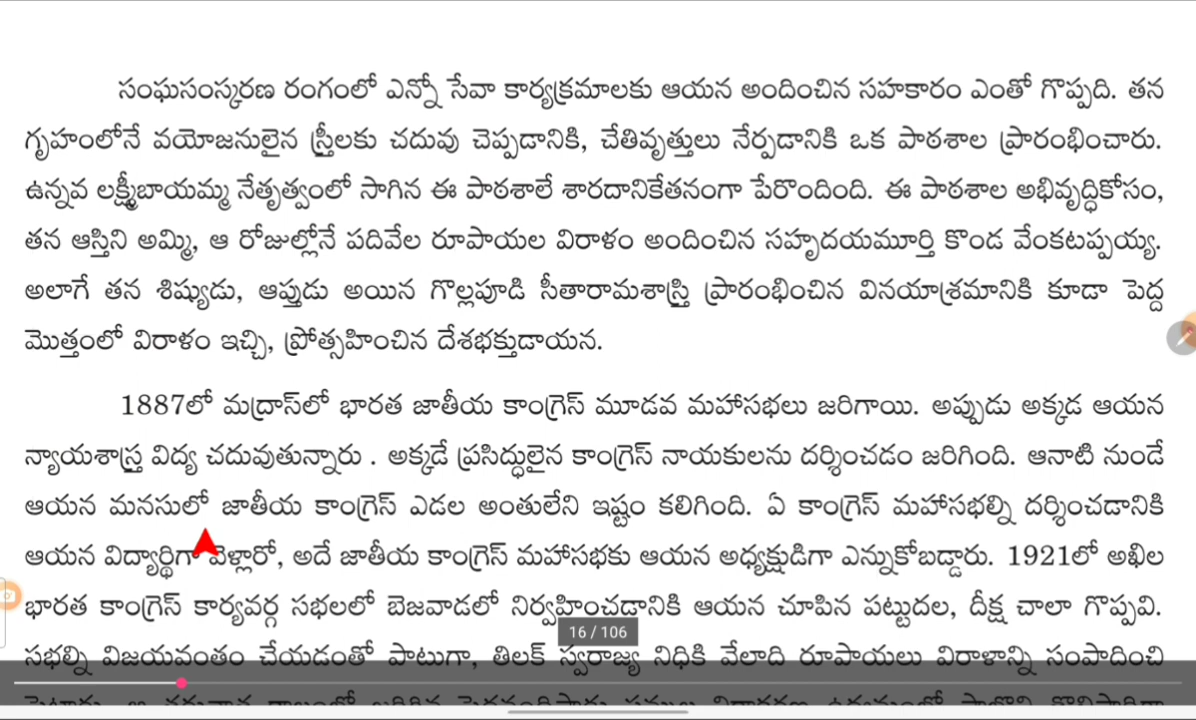 సంఘసంస్కరణ రంగంలో ఎన్నో సేవా కార్యక్రమాలకు ఆయన అందించిన సహకారం ఎంతో గొప్పది. తన
గృహంలోనే వయోజనులైన స్త్రీలకు చదువు చెప్పడానికి, చేతివృత్తులు నేర్పడానికి ఒక పాఠశాల ప్రారంభించారు.
ఉన్నవ లక్ష్మీబాయమ్మ నేతృత్వంలో సాగిన ఈ పాఠశాలే శారదానికేతనంగా పేరొందింది. ఈ పాఠశాల అభివృద్ధికోసం,
తన ఆస్తిని అమ్మి, ఆ రోజుల్లోనే పదివేల రూపాయల విరాళం అందించిన సహృదయమూర్తి కొండ వేంకటప్పయ్య.
అలాగే తన శిష్యుడు, ఆప్తుడు అయిన గొల్లపూడి సీతారామశాస్త్రి ప్రారంభించిన వినయాశ్రమానికి కూడా పెద్ద
మొత్తంలో విరాళం ఇచ్చి, ప్రోత్సహించిన దేశభక్తుడాయన.
1887లో మద్రాస్‌లో భారత జాతీయ కాంగ్రెస్ మూడవ మహాసభలు జరిగాయి. అప్పుడు అక్కడ ఆయన
న్యాయశాస్త్ర విద్య చదువుతున్నారు . అక్కడే ప్రసిద్ధులైన కాంగ్రెస్ నాయకులను దర్శించడం జరిగింది. ఆనాటి నుండే
ఆయన మనసులో జాతీయ కాంగ్రెస్ ఎడల అంతులేని ఇష్టం కలిగింది. ఏ కాంగ్రెస్ మహాసభల్ని దర్శించడానికి
ఆయన విద్యార్థిగా వెళ్లారో, అదే జాతీయ కాంగ్రెస్ మహాసభకు ఆయన అధ్యక్షుడిగా ఎన్నుకోబడ్డారు. 1921లో అఖిల
భారత కాంగ్రెస్ కార్యవర్గ సభలలో బెజవాడలో నిర్వహించడానికి ఆయన చూపిన పట్టుదల, దీక్ష చాలా గొప్పవి.
16 / 106
సభల్ని విజయవంతం చేయడంతో పాటుగా, తిలక్ స్వరాజ్య నిధికి వేలాది రూపాయలు విరాళాన్ని సంపాదించి